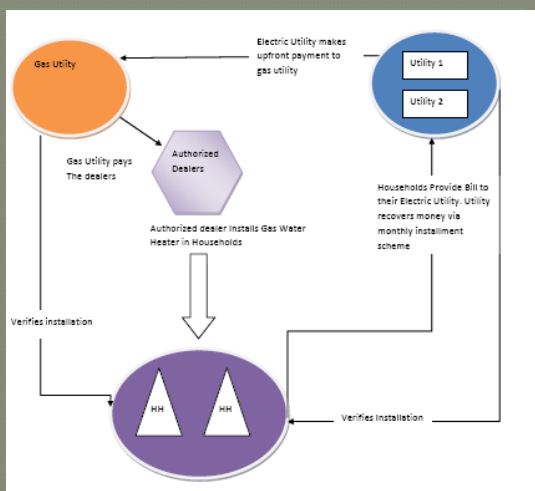 Electric Utility makes
upfront payment to
gas utility
Gas Utiity
Utility 1
Utility 2
Gas Utility pays
The dealers
Authorized
Dealers
Households Provide Bill to
their Electric Utility. Utility
recovers money via
monthly installment
scheme
Authorized dealer Installs Gas Water
Heater in Households
Verifies installation
HH
HH
Verifies Installation